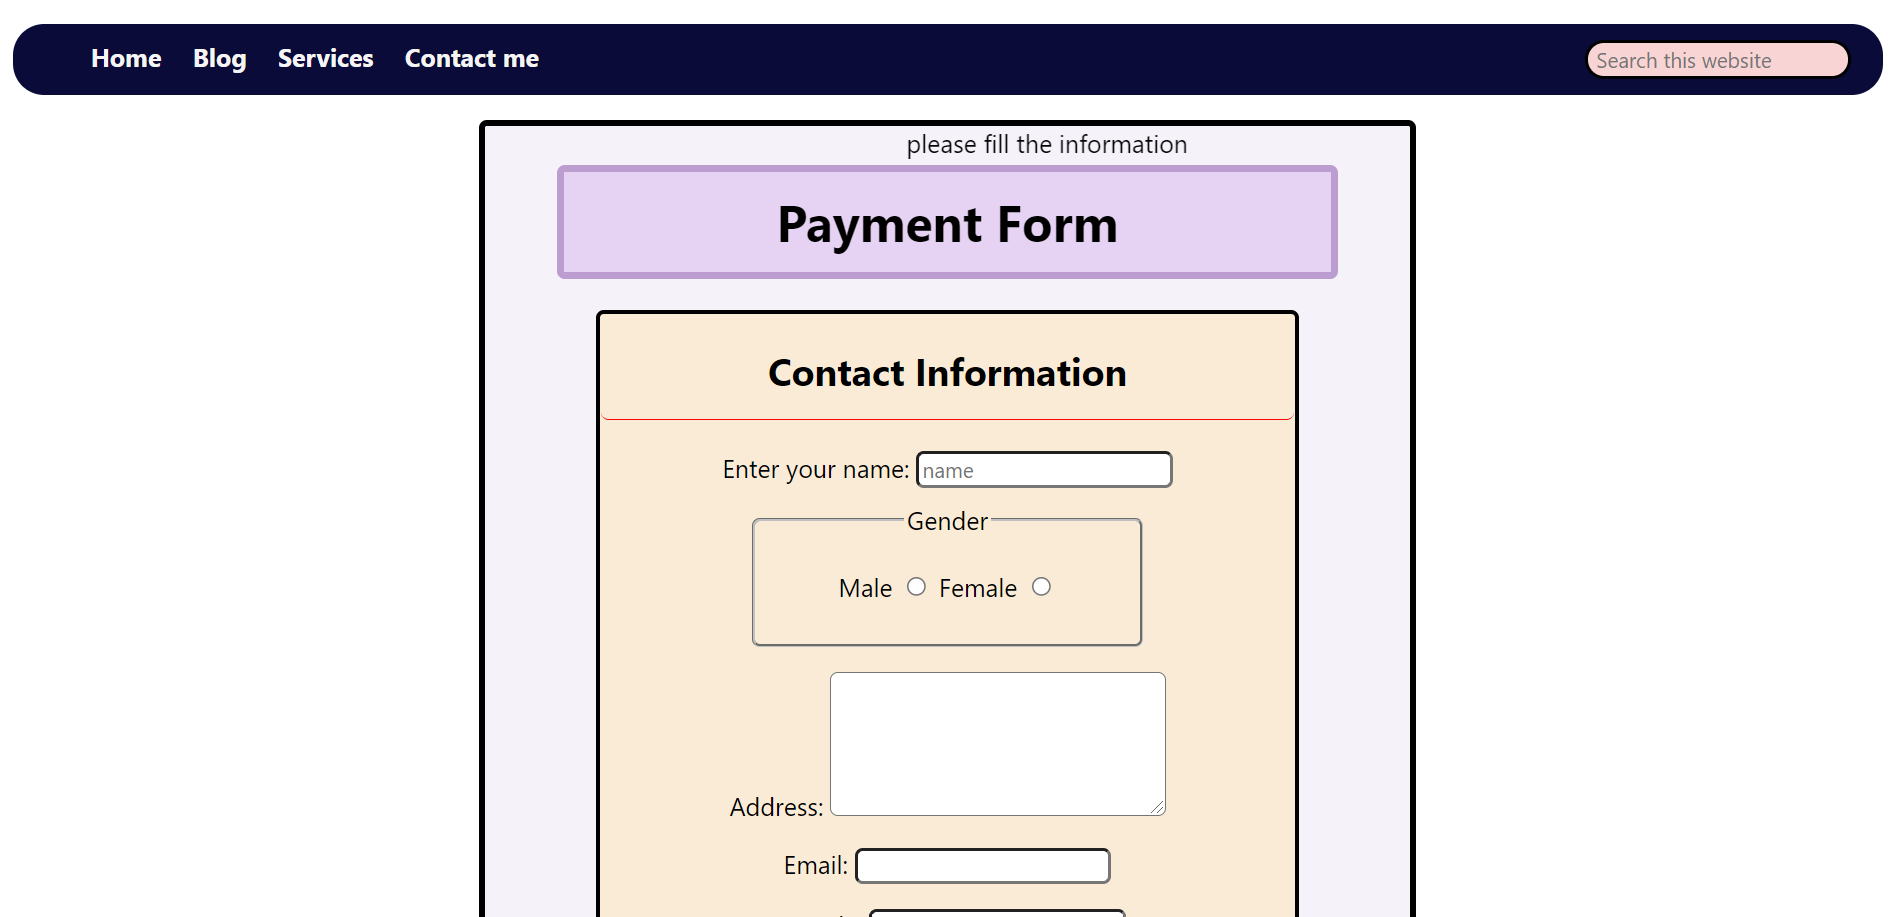 Home Blog Services Contact me Search this website
please fill the information
Payment Form
Contact Information
Enter your name: name
Gender
Male Female
Address:
Email: